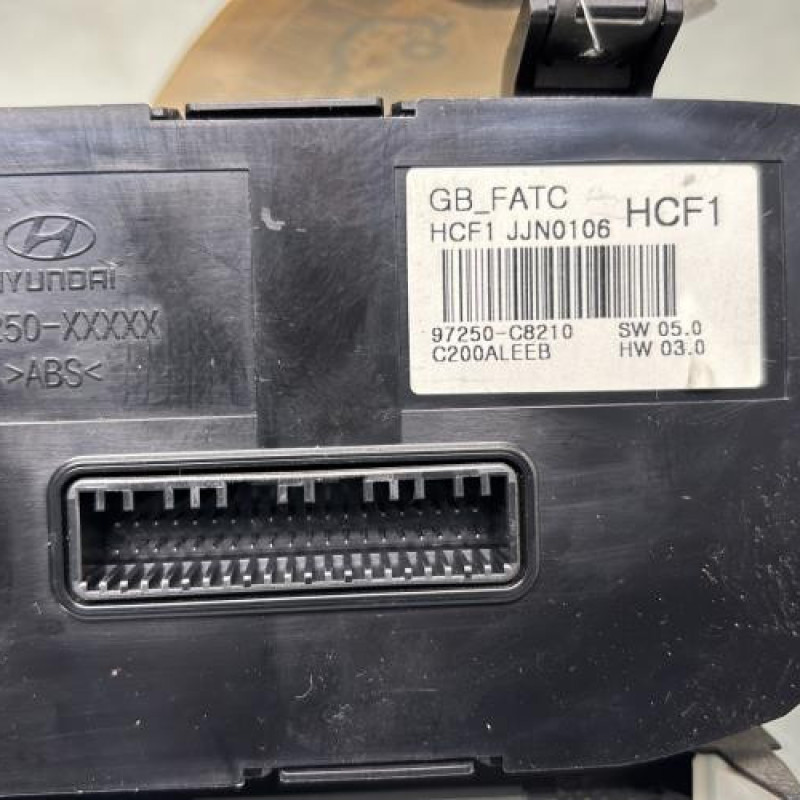 HYUNDAI
250-XXXXX
>ABS<
GB_FATC
HCF1
HCF1 JJN0106
97250-C8210 SW 05.0
C200ALEEB HW 03.0